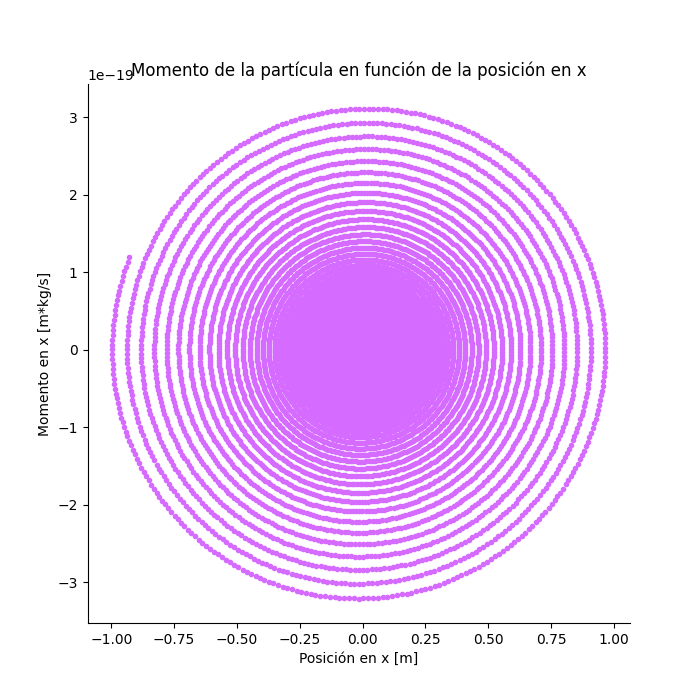 Momento de la partícula en función de la posición en x
1e−19
3
2
1
0
−1
−2
−3
Momento en x [m*kg/s]
−1.00 −0.75 −0.50 −0.25 0.00 0.25 0.50 0.75 1.00
Posición en x [m]